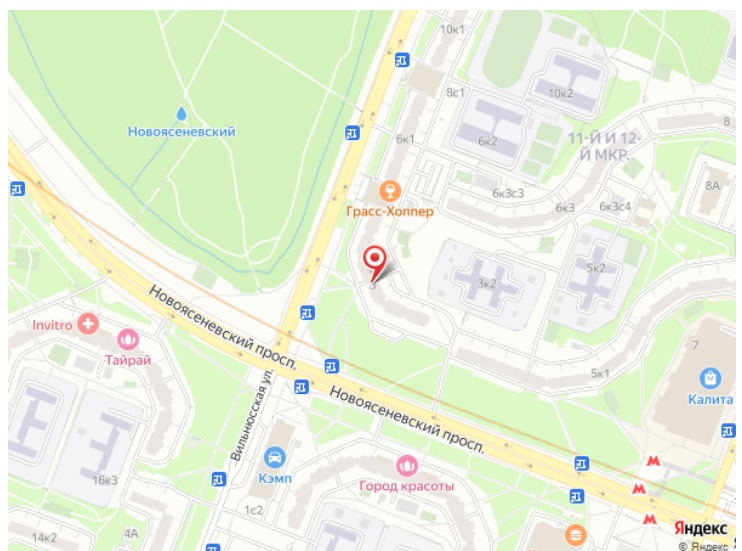 10к1
8с1
10к2
Новоясеневский
6к1
6к2
11-Й И 12-
Й МКР.
8
6к3с3
8А
Грасс-Хоппер
6к3
6к3с4
3
3к2
5к2
Новоясеневский просп.
Invitro
Тайрай
7
5к1
Калита
Новоясеневский просп.
Вильнюсская ул.
Кэмп
Город красоты
16к3
1с2
14к2
4А
Яндекс
© Яндекс